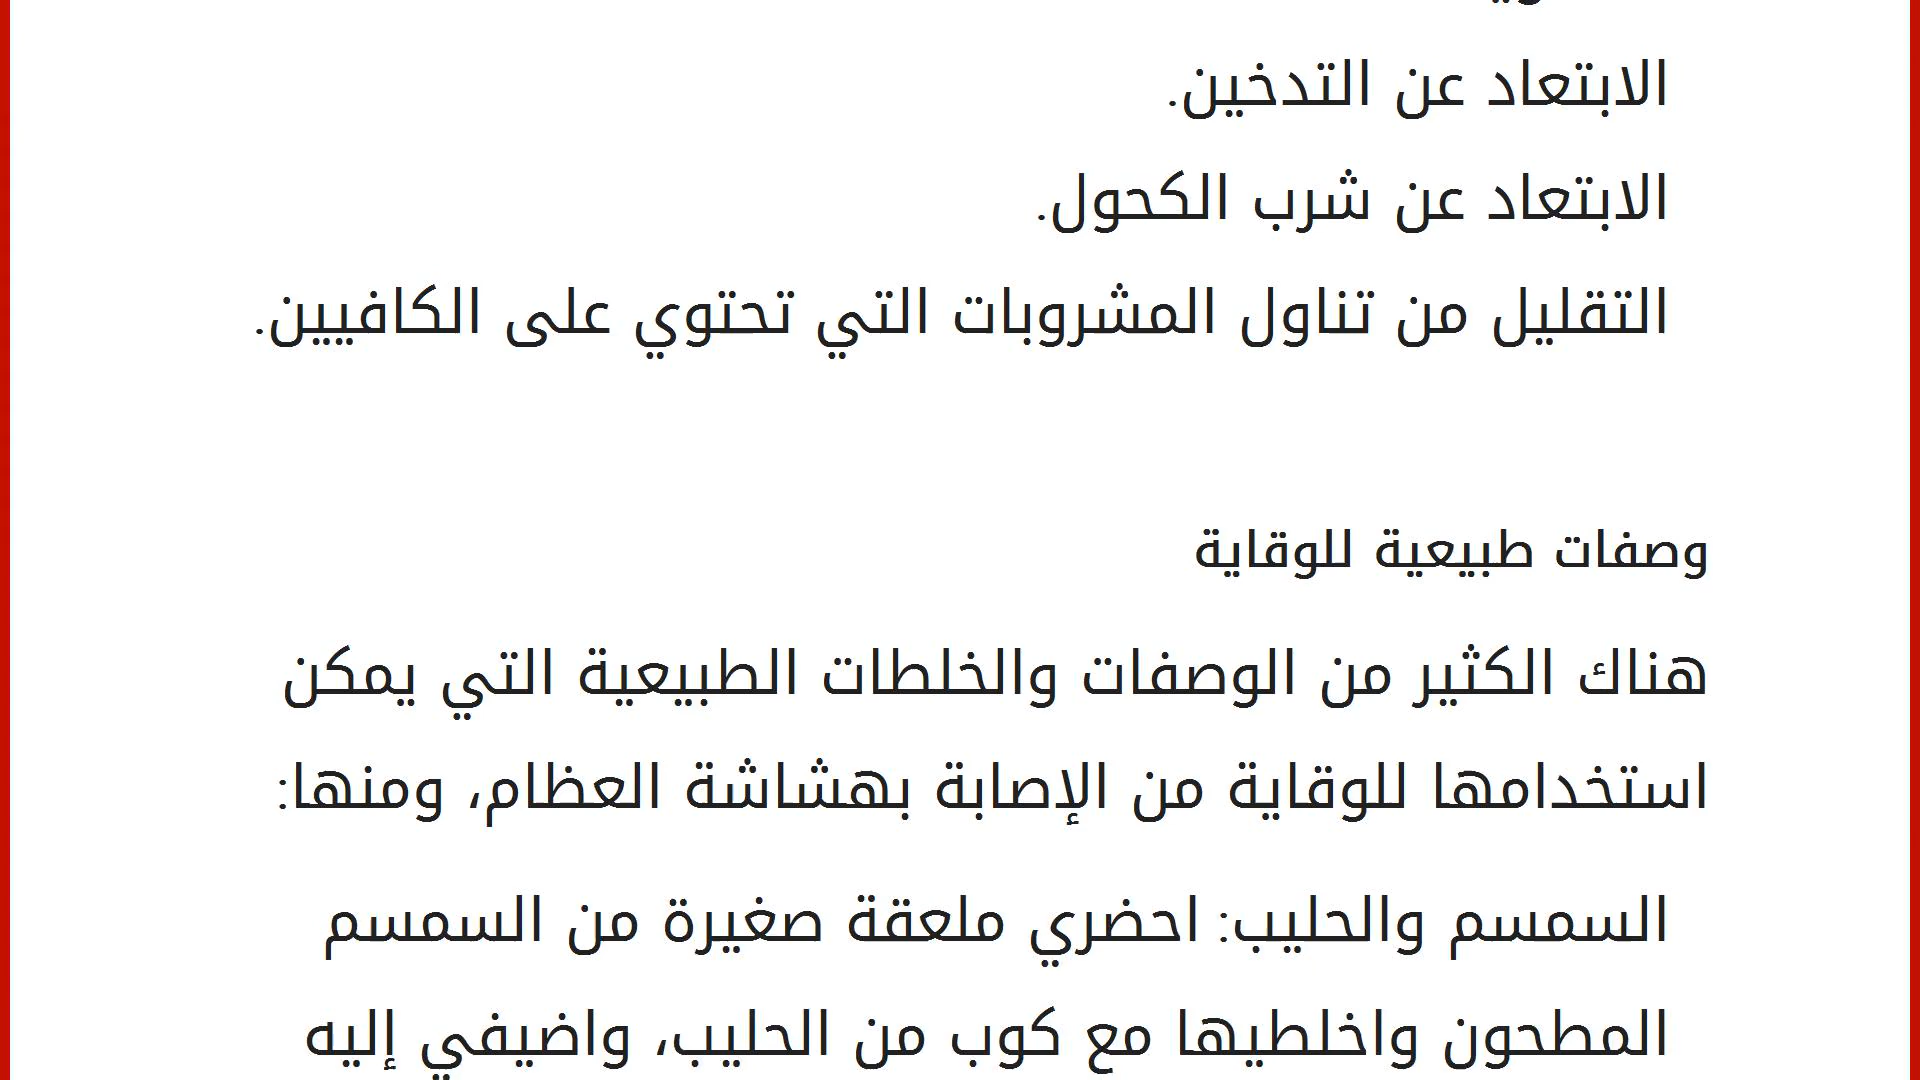 الابتعاد عن التدخين.
الابتعاد عن شرب الكحول.
التقليل من تناول المشروبات التي تحتوي على الكافيين.
وصفات طبيعية للوقاية
هناك الكثير من الوصفات والخلطات الطبيعية التي يمكن
استخدامها للوقاية من الإصابة بهشاشة العظام، ومنها:
السمسم والحليب: احضري ملعقة صغيرة من السمسم
المطحون واخلطيها مع كوب من الحليب، واضيفي إليه